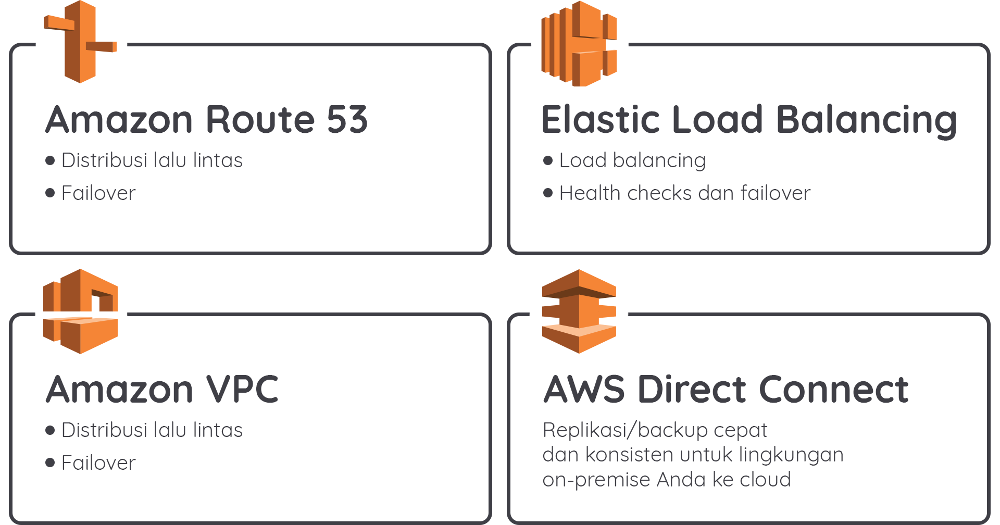 Amazon Route 53
• Distribusi lalu lintas
• Failover
Elastic Load Balancing
• Load balancing
• Health checks dan failover
Amazon VPC
• Distribusi lalu lintas
• Failover
AWS Direct Connect
Replikasi/backup cepat
dan konsisten untuk lingkungan
on-premise Anda ke cloud